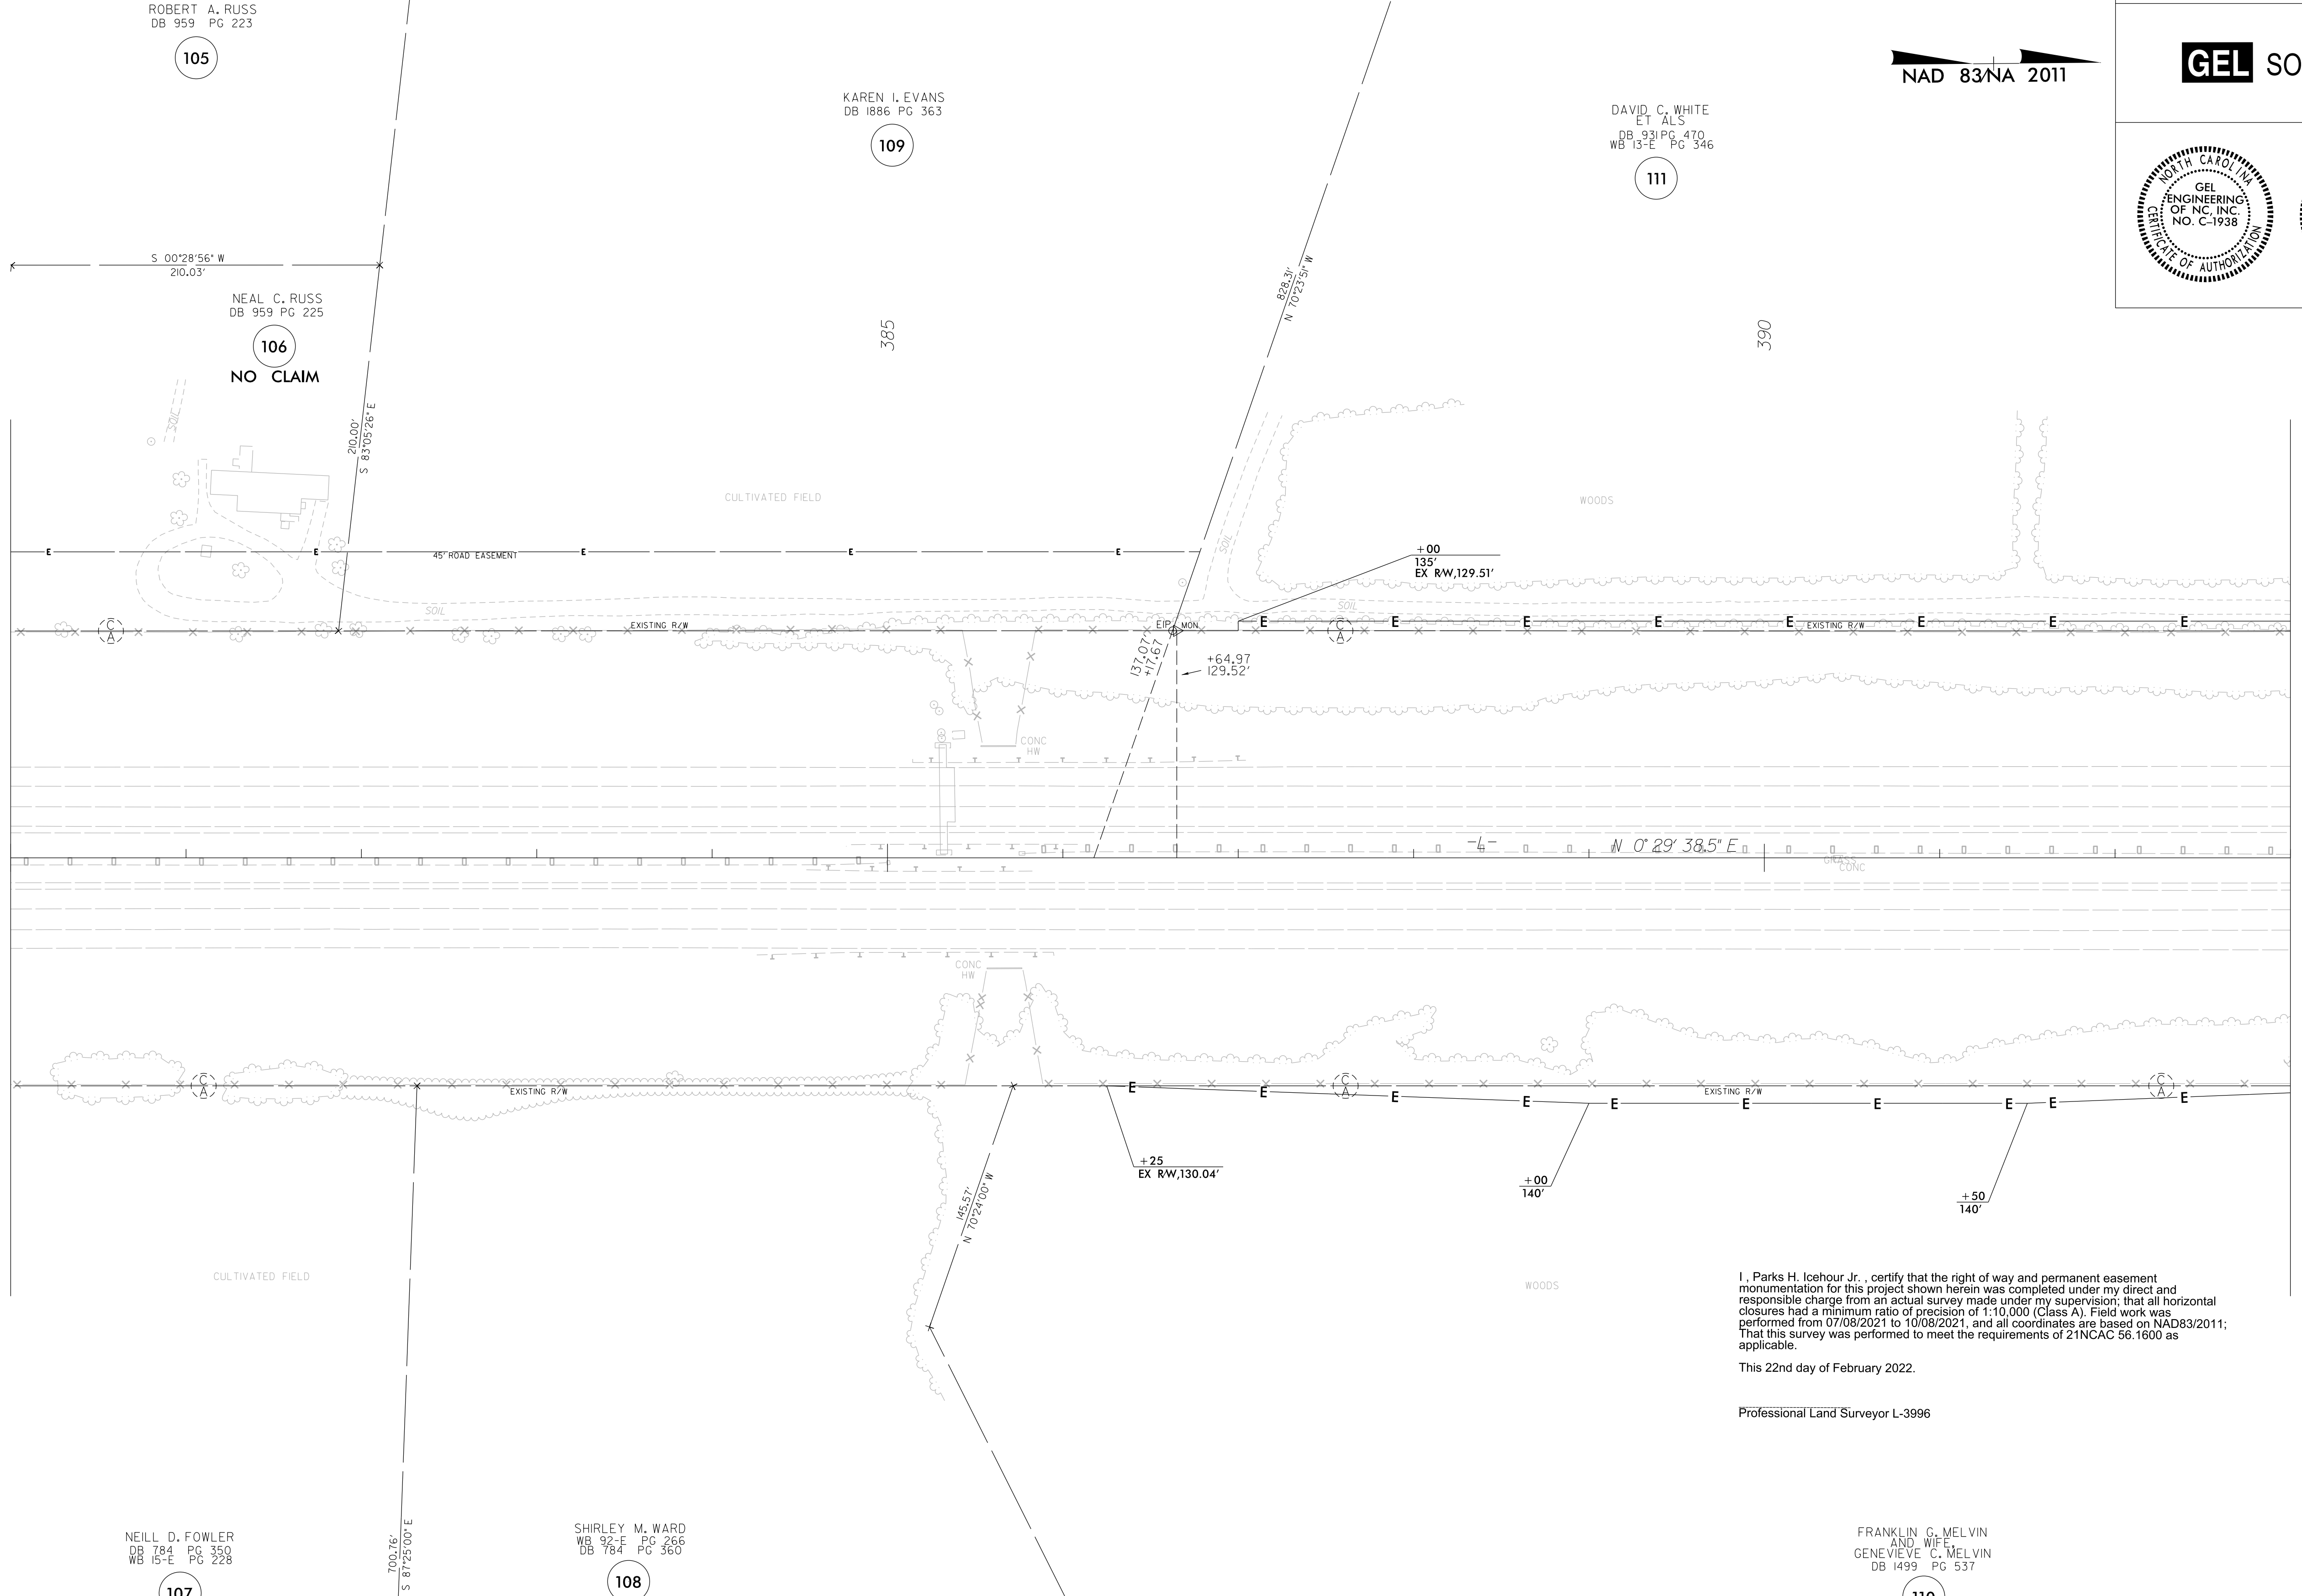 ROBERT A. RUSS
DB 959 PG 223
105
KAREN I. EVANS
DB 1886 PG 363
109
DAVID C. WHITE
ET ALS
DB 931 PG 470
WB 13-E PG 346
111
NAD 83/NA 2011
GEL SO
NORTH CAROLINA
GEL
ENGINEERING
OF NC, INC.
NO. C-1938
CERTIFICATE OF AUTHORIZATION
S 00°28'56" W
210.03'
NEAL C. RUSS
DB 959 PG 225
106
NO CLAIM
385
390
828.31'
N 70°23'51" W
SOIL
210.00'
S 83°05'26" E
CULTIVATED FIELD
WOODS
SOIL
E E E E E
45' ROAD EASEMENT
+00
135'
EX R/W,129.51'
SOIL
SOIL
C
A
EXISTING R/W
EIP
MON
E E E E E E E E
C
A
EXISTING R/W
137.07'
+17.67
+64.97
129.52'
CONC
HW
-L-
N 0° 29' 38.5" E
GRASS
CONC
CONC
HW
C
A
EXISTING R/W
C
A
EXISTING R/W
C
A
E E E E E E E E E E
+25
EX R/W,130.04'
+00
140'
+50
140'
145.57'
N 70°24'00" W
CULTIVATED FIELD
WOODS
I , Parks H. Icehour Jr. , certify that the right of way and permanent easement
monumentation for this project shown herein was completed under my direct and
responsible charge from an actual survey made under my supervision; that all horizontal
closures had a minimum ratio of precision of 1:10,000 (Class A). Field work was
performed from 07/08/2021 to 10/08/2021, and all coordinates are based on NAD83/2011;
That this survey was performed to meet the requirements of 21NCAC 56.1600 as
applicable.
This 22nd day of February 2022.
Professional Land Surveyor L-3996
700.76'
S 87°25'00" E
NEILL D. FOWLER
DB 784 PG 350
WB 15-E PG 228
107
SHIRLEY M. WARD
WB 92-E PG 266
DB 784 PG 360
108
FRANKLIN G. MELVIN
AND WIFE,
GENEVIEVE C. MELVIN
DB 1499 PG 537
110